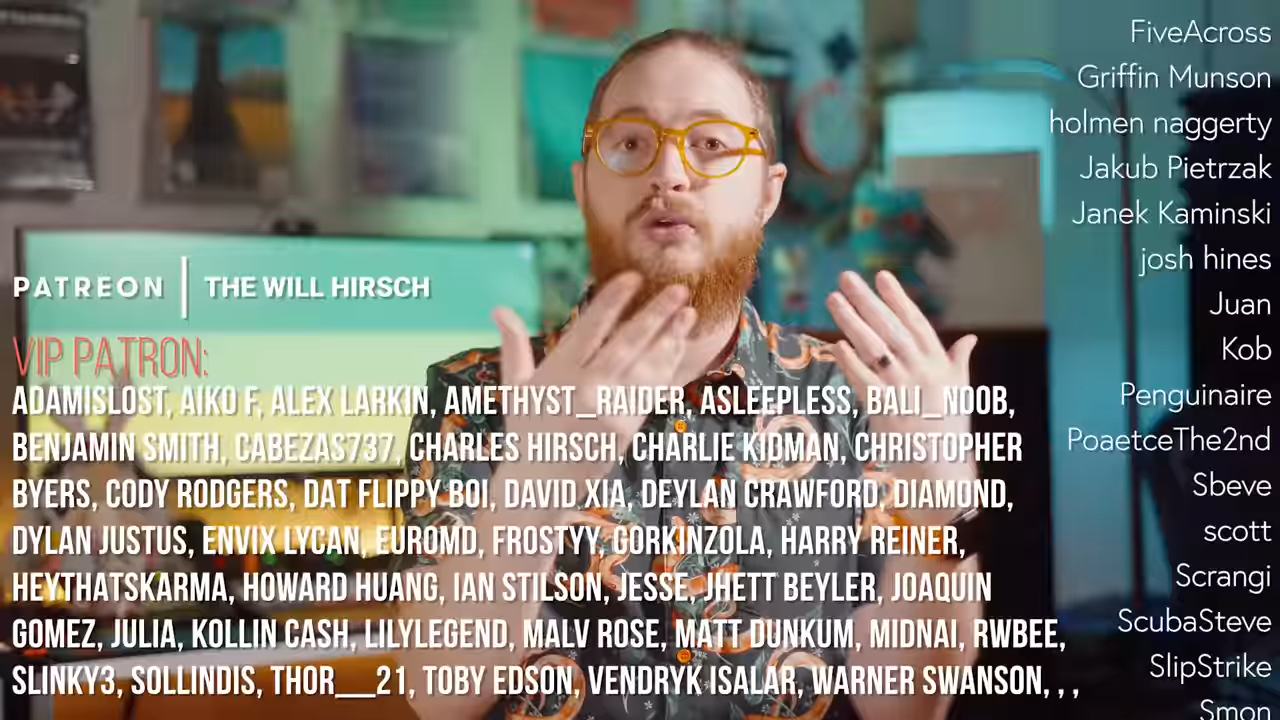 PATREON | THE WILL HIRSCH
VIP PATRON:
ADAMISLOST, AIKO F, ALEX LARKIN, AMETHYST_RAIDER, ASLEEPLESS, BALI_NOOB,
BENJAMIN SMITH, CABEZAS737, CHARLES HIRSCH, CHARLIE KIDMAN, CHRISTOPHER
BYERS, CODY RODGERS, DAT FLIPPY BOI, DAVID XIA, DEYLAN CRAWFORD, DIAMOND,
DYLAN JUSTUS, ENVIX LYCAN, EUROMD, FROSTYY, GORKINZOLA, HARRY REINER,
HEYTHATSKARMA, HOWARD HUANG, IAN STILSON, JESSE, JHETT BEYLER, JOAQUIN
GOMEZ, JULIA, KOLLIN CASH, LILYLEGEND, MALV ROSE, MATT DUNKUM, MIDNAI, RWBEE,
SLINKY3, SOLLINDIS, THOR__21, TOBY EDSON, VENDRYK ISALAR, WARNER SWANSON, , ,
FiveAcross
Griffin Munson
holmen naggerty
Jakub Pietrzak
Janek Kaminski
josh hines
Juan
Kob
Penguinaire
PoaetceThe2nd
Sbeve
scott
Scrangi
ScubaSteve
SlipStrike
Smon